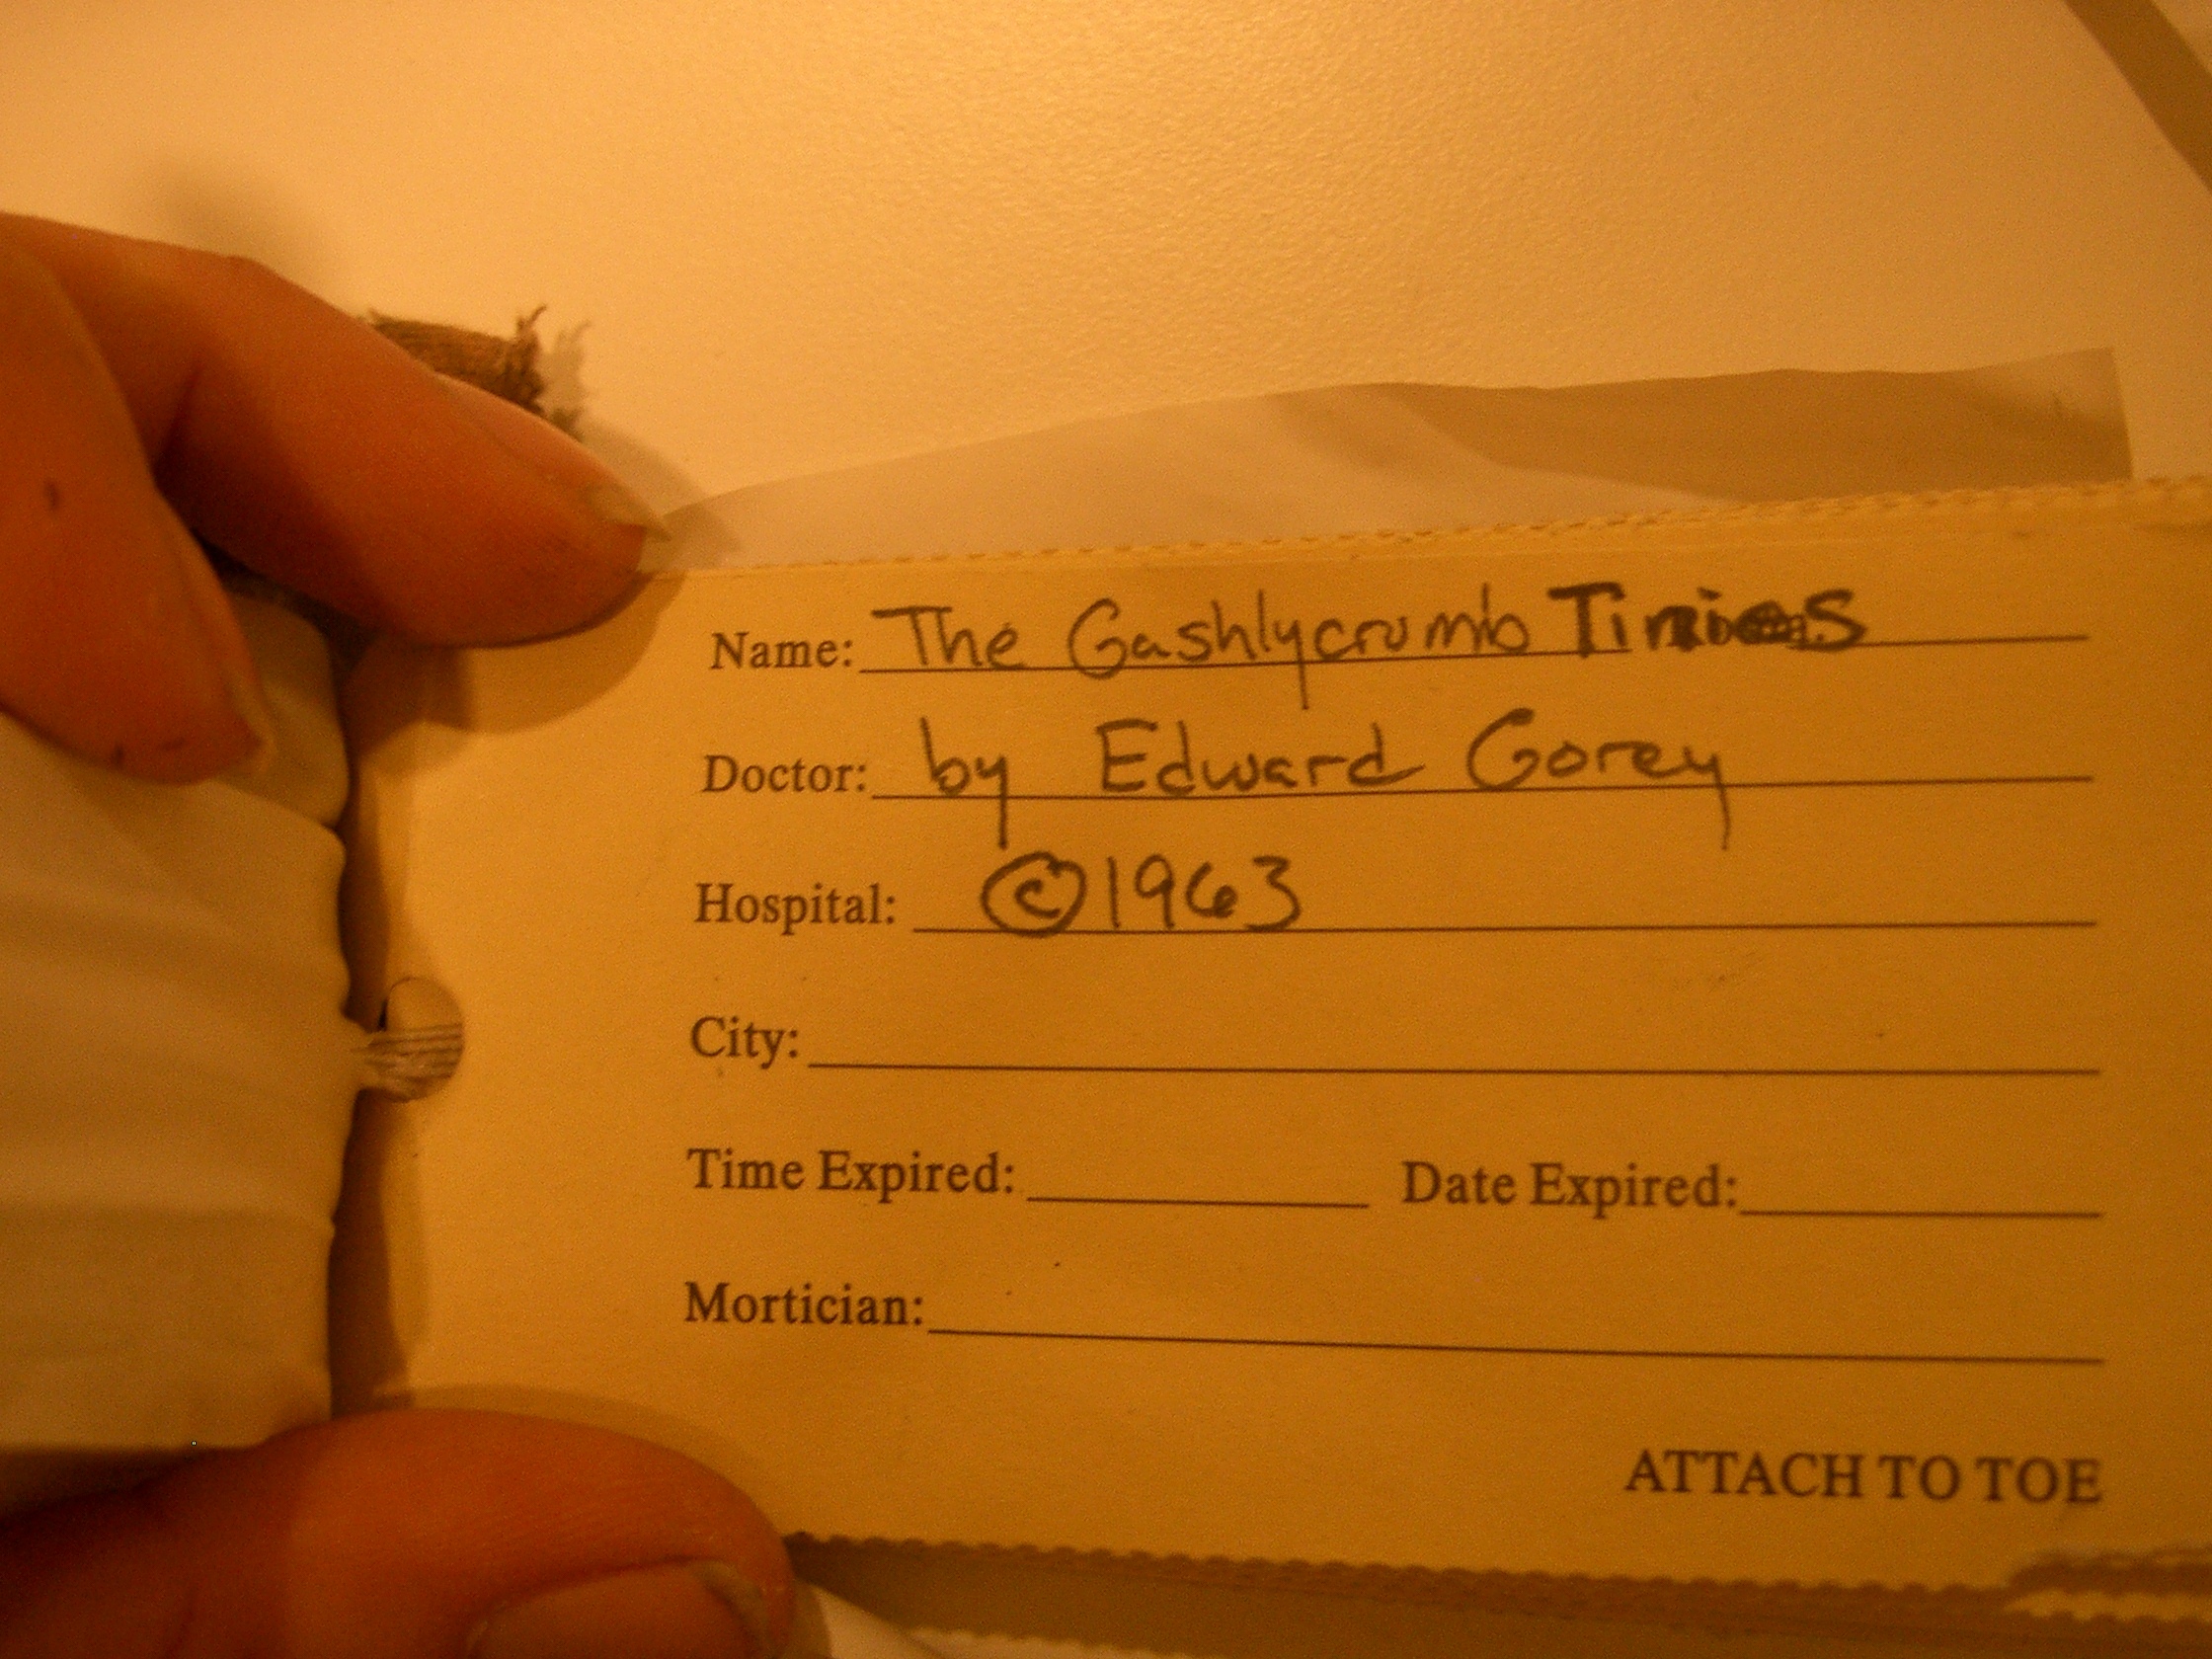 Name: The Gashlycrumb Tinies
Doctor: by Edward Gorey
Hospital: ©1963
City:
Time Expired: Date Expired:
Mortician:
ATTACH TO TOE